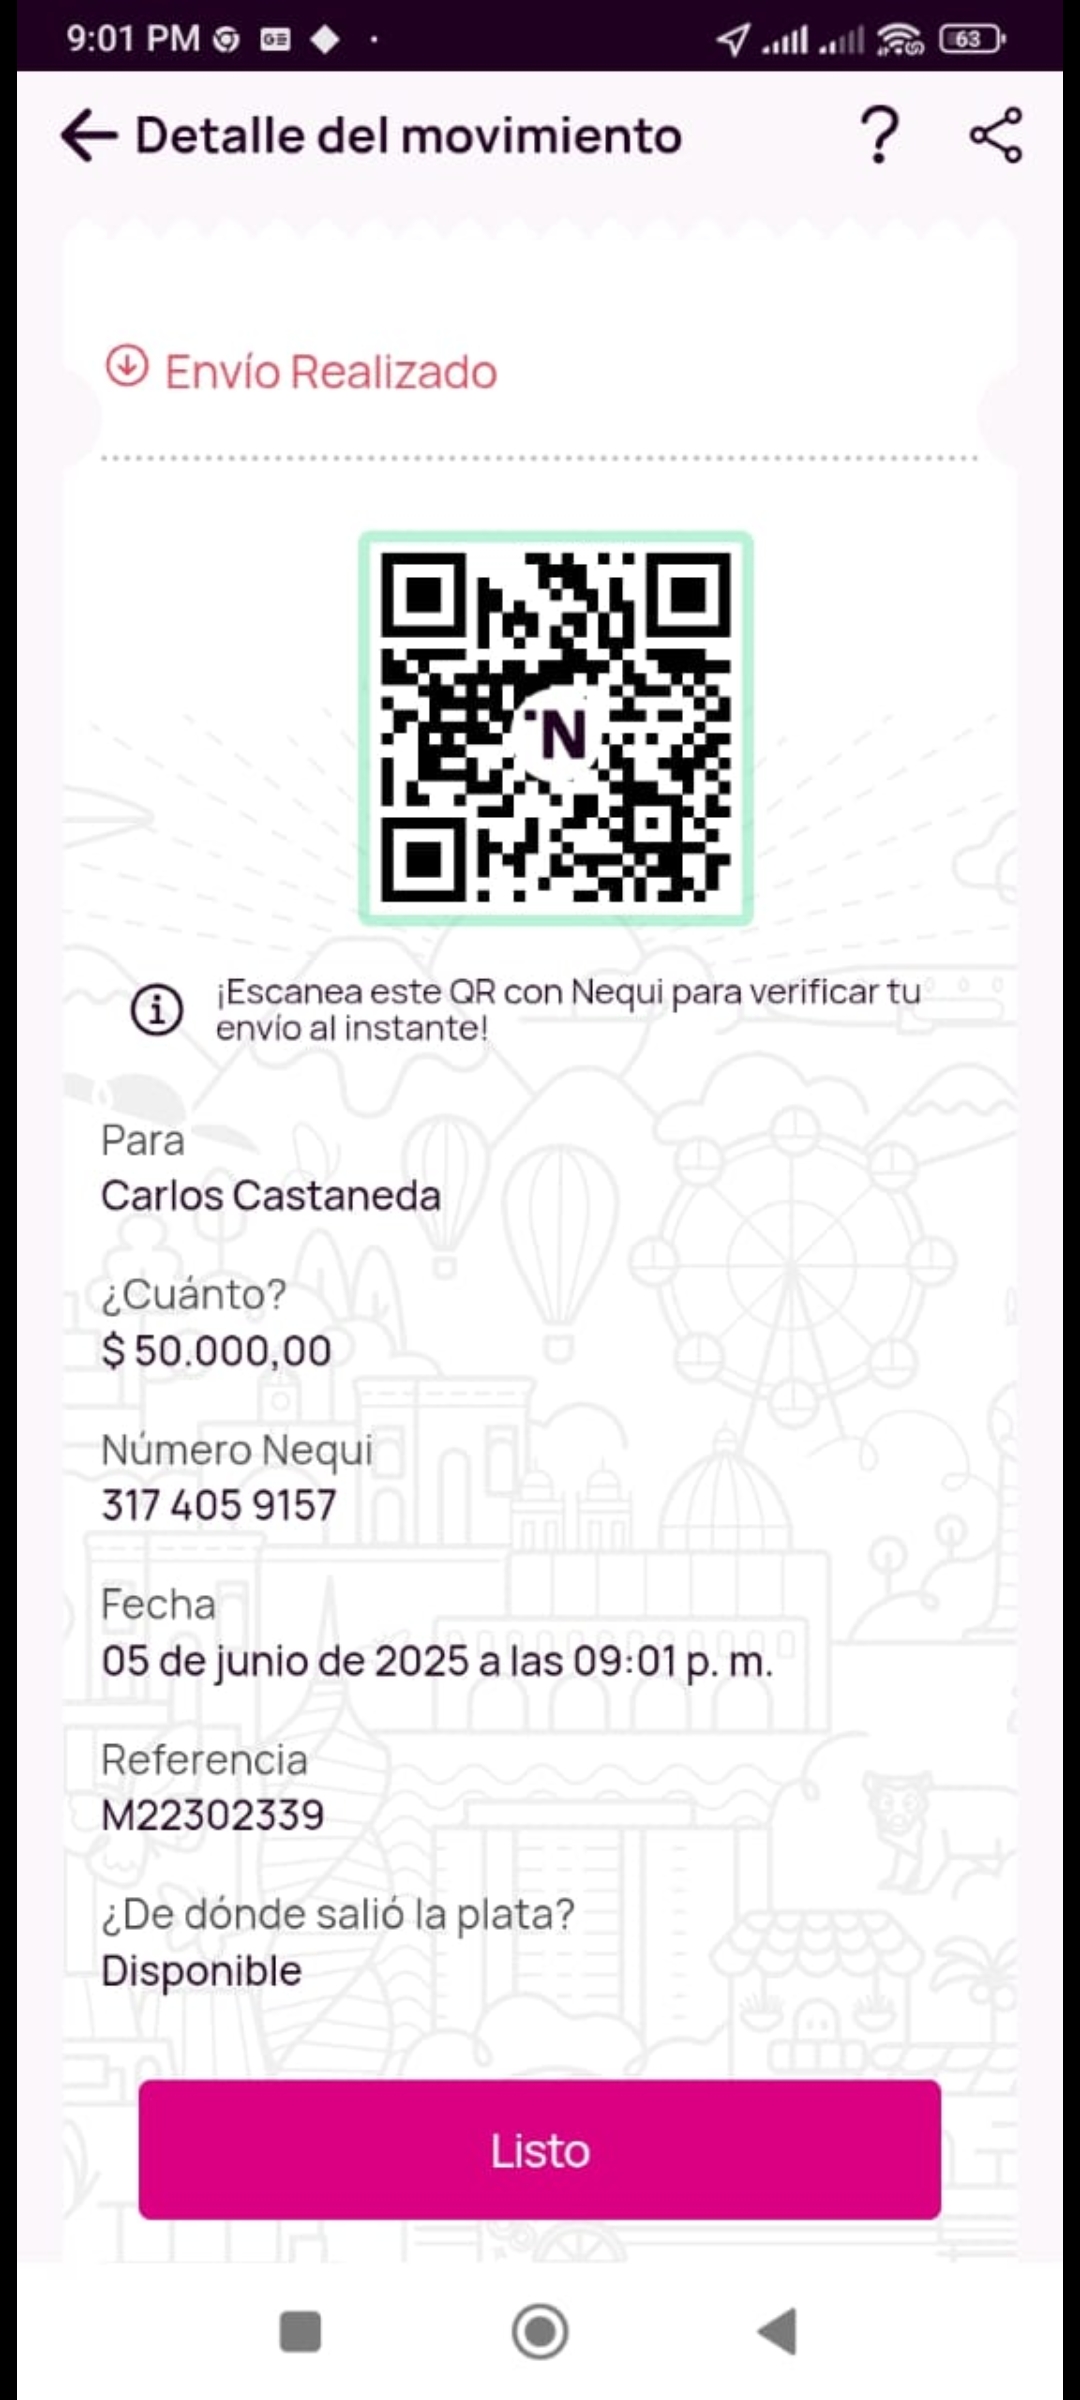 9:01 PM
63
Detalle del movimiento
Envío Realizado
N
¡Escanea este QR con Nequi para verificar tu
envío al instante!
Para
Carlos Castaneda
¿Cuánto?
$ 50.000,00
Número Nequi
317 405 9157
Fecha
05 de junio de 2025 a las 09:01 p. m.
Referencia
M22302339
¿De dónde salió la plata?
Disponible
Listo